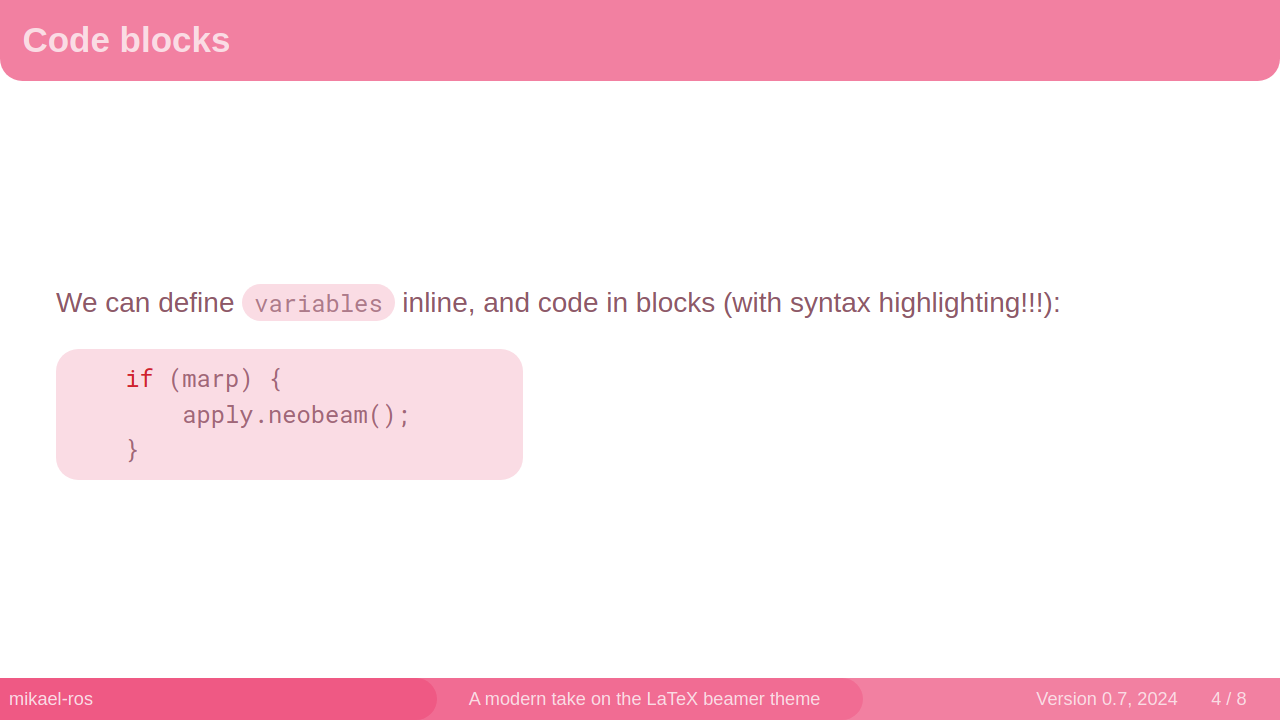 Code blocks
We can define variables inline, and code in blocks (with syntax highlighting!!!):
if (marp) {
    apply.neobeam();
}
mikael-ros
A modern take on the LaTeX beamer theme
Version 0.7, 2024
4 / 8